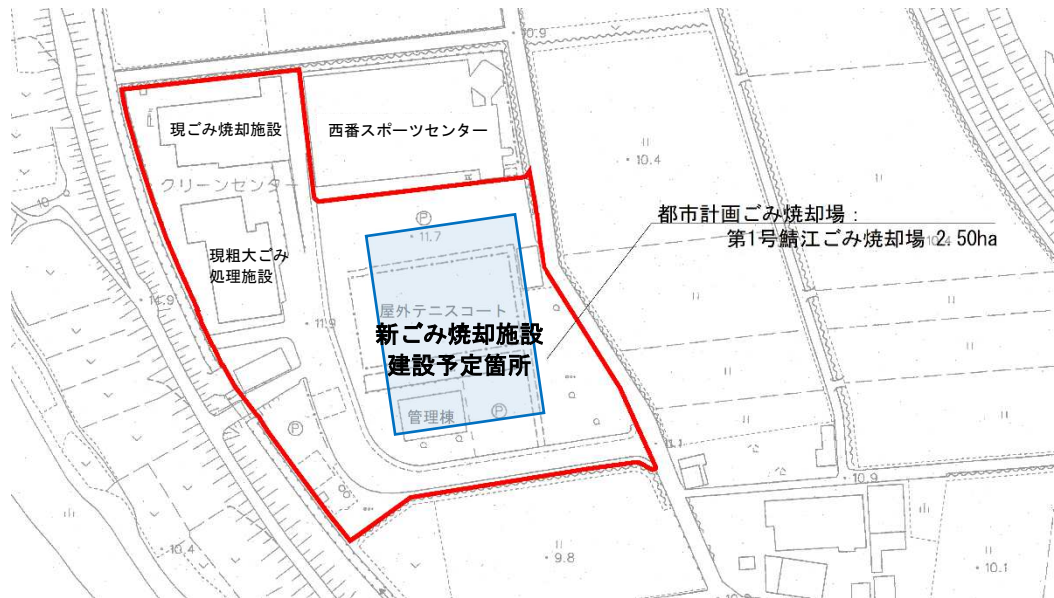 10.9
現ごみ焼却施設
西番スポーツセンター
10.4
クリーンセンター
都市計画ごみ焼却場：
第1号鯖江ごみ焼却場 2.50ha
P
11.7
現粗大ごみ
処理施設
屋外テニスコート
11.9
新ごみ焼却施設
建設予定箇所
管理棟
P
P
11.1
10.9
10.4
9.8
10.1